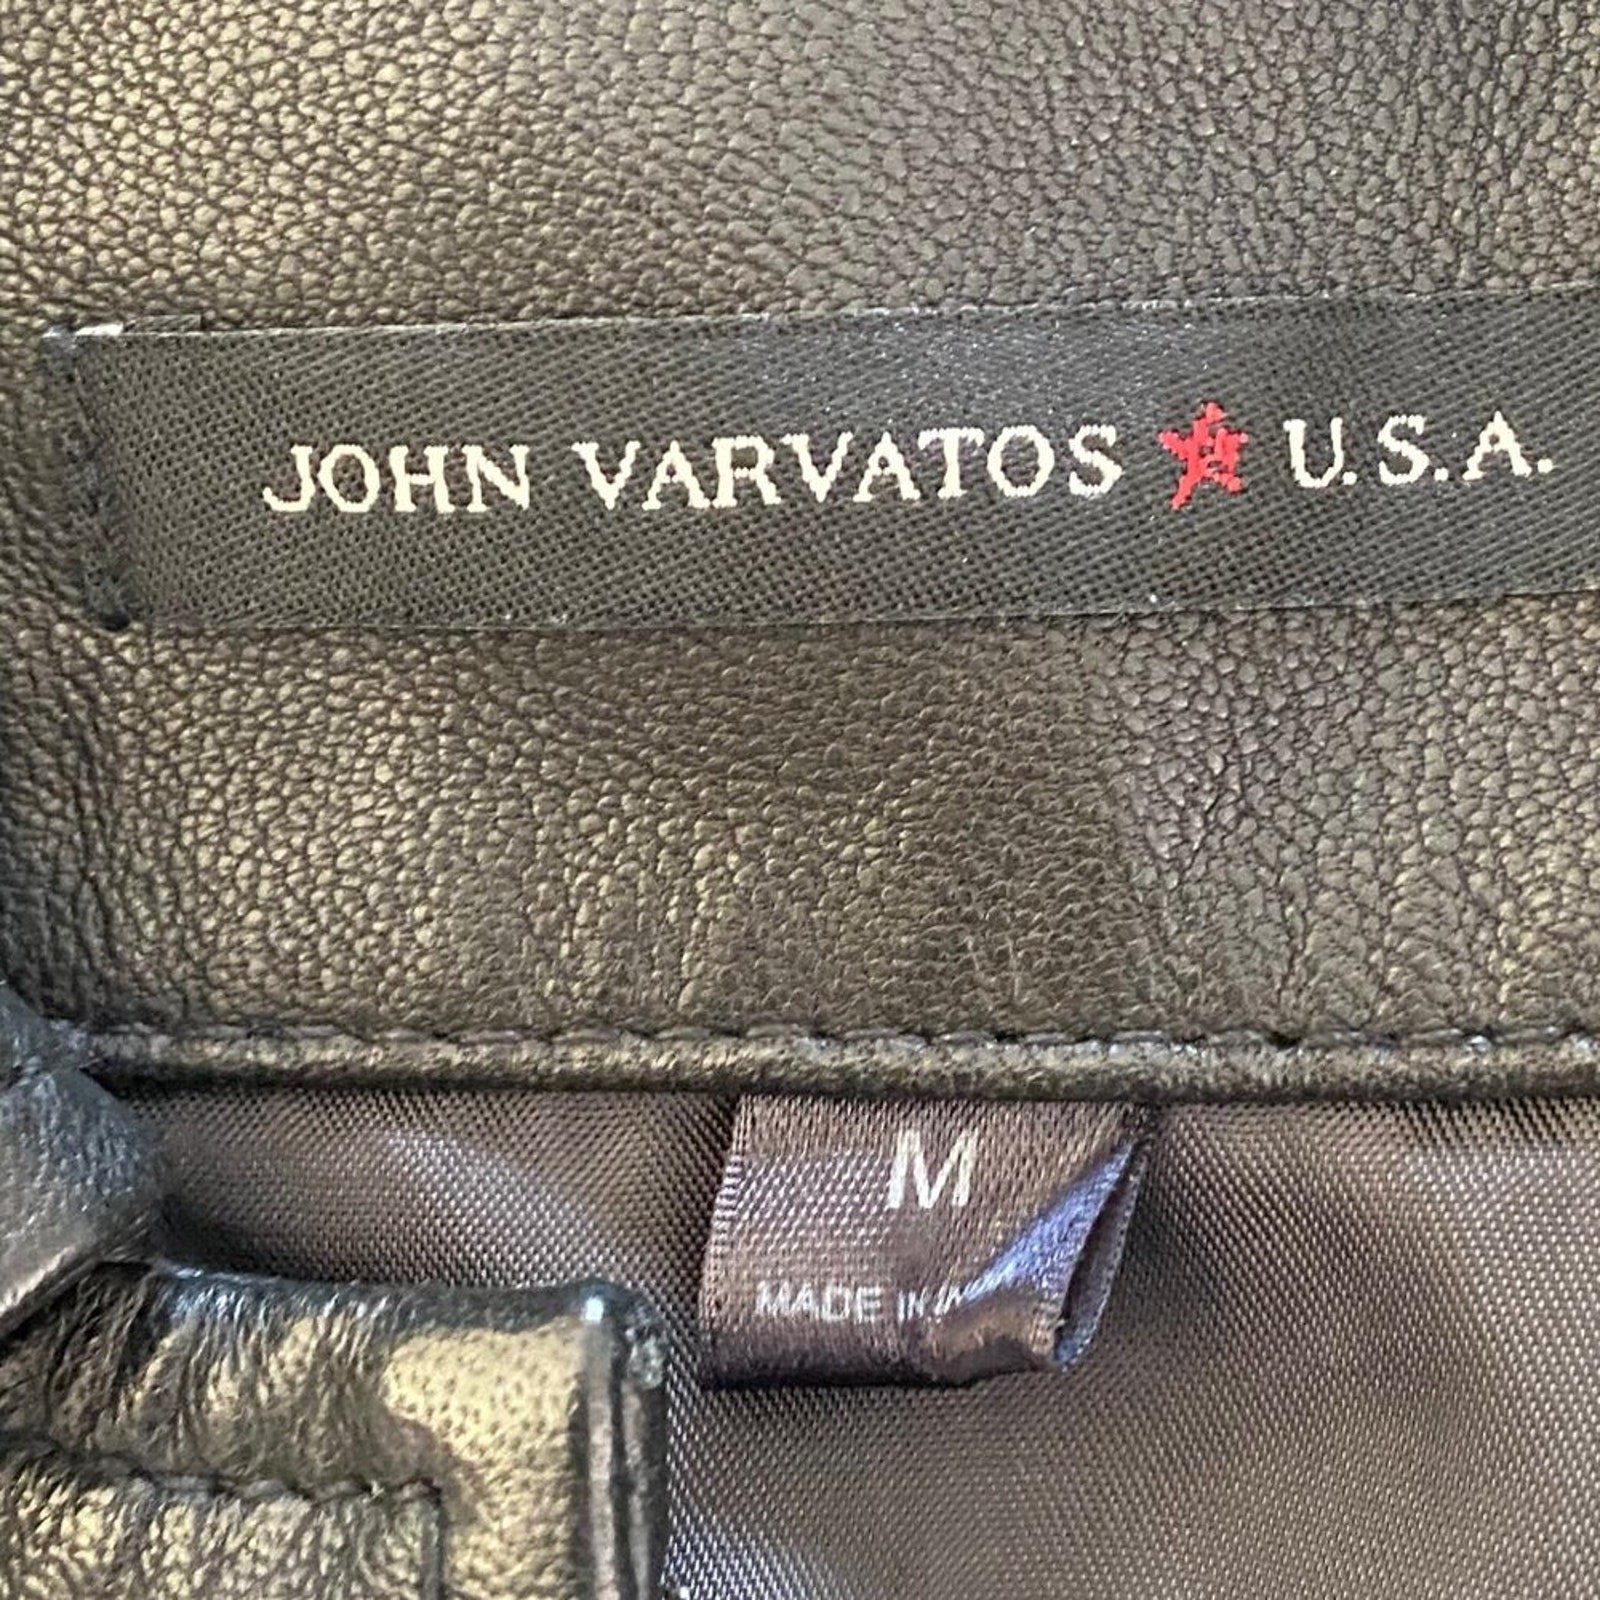 JOHN VARVATOS U.S.A.
M
MADE IN